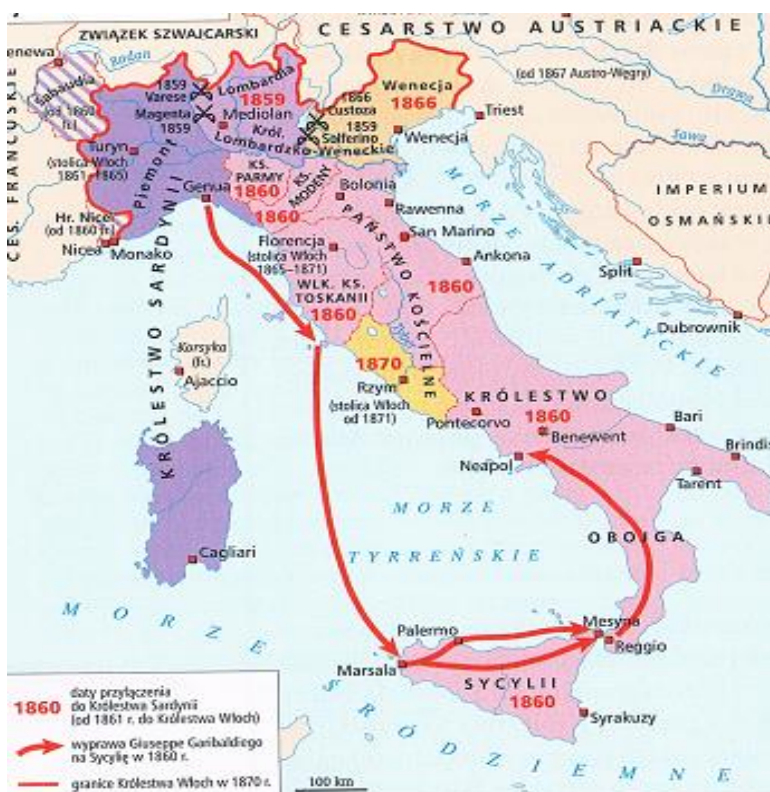 ZWIĄZEK SZWAJCARSKI
CESARSTWO AUSTRIACKIE
(od 1867 Austro-Węgry)
Genewa
Rodan
Sabaudia
(od 1860
fr.)
1859
Varese
Magenta
1859
Lombardia
1859
Mediolan
Król.
Lombardzko-Weneckie
1866
Custoza
1859
Solferino
Wenecja
1866
Wenecja
Triest
Drawa
Sawa
CES. FRANCUSKIE
Turyn
(stolica Włoch
1861–1865)
Piemont
Genua
Hr. Nicei
(od 1860 fr.)
Nicea
Monako
KS.
PARMY
1860
KS.
MODENY
1860
Bolonia
Rawenna
San Marino
Ankona
Florencja
(stolica Włoch
1865–1871)
WLK. KS.
TOSKANII
1860
PAŃSTWO KOŚCIELNE
1860
1870
Rzym
(stolica Włoch
od 1871)
MORZE ADRIATYCKIE
IMPERIUM
OSMAŃSKIE
Split
Dubrownik
KRÓLESTWO SARDYNII
Korsyka
(fr.)
Ajaccio
Cagliari
KRÓLESTWO
1860
Pontecorvo
Benewent
Neapol
Bari
Brindisi
Tarent
OBOJGA
MORZE
TYRREŃSKIE
Palermo
Mesyna
Reggio
Marsala
SYCYLII
1860
Syrakuzy
MORZE ŚRÓDZIEMNE
1860
daty przyłączenia
do Królestwa Sardynii
(od 1861 r. do Królestwa Włoch)
wyprawa Giuseppe Garibaldiego
na Sycylię w 1860 r.
granice Królestwa Włoch w 1870 r.
100 km